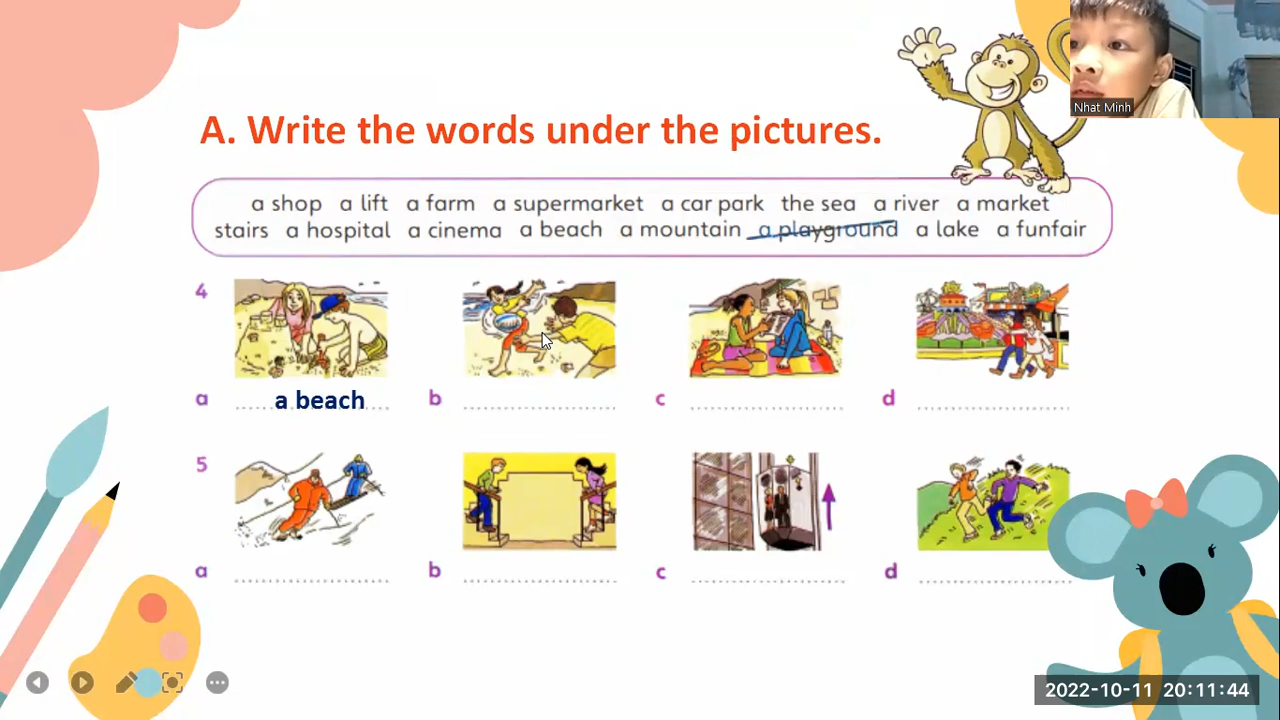 Nhat Minh
A. Write the words under the pictures.
a shop a lift a farm a supermarket a car park the sea a river a market
stairs a hospital a cinema a beach a mountain a playground a lake a funfair
4
a a beach b c d
5
a b c d
2022-10-11 20:11:44